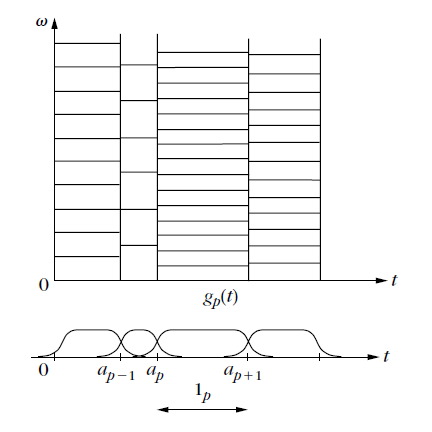 ω
0 t
g_p(t)
0 a_{p−1} a_p a_{p+1} t
1_p